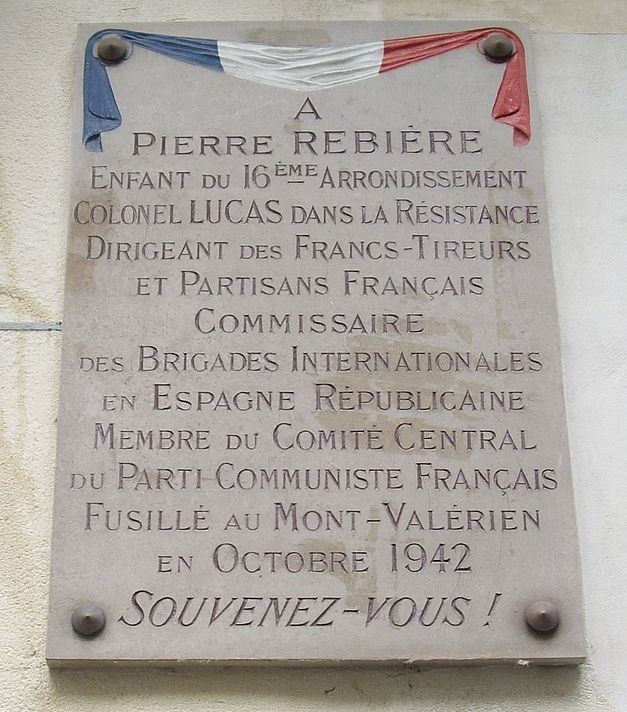 A
PIERRE REBIÈRE
ENFANT DU 16ÈME ARRONDISSEMENT
COLONEL LUCAS DANS LA RÉSISTANCE
DIRIGEANT DES FRANCS-TIREURS
ET PARTISANS FRANÇAIS
COMMISSAIRE
DES BRIGADES INTERNATIONALES
EN ESPAGNE RÉPUBLICAINE
MEMBRE DU COMITÉ CENTRAL
DU PARTI COMMUNISTE FRANÇAIS
FUSILLÉ AU MONT-VALÉRIEN
EN OCTOBRE 1942
SOUVENEZ-VOUS !